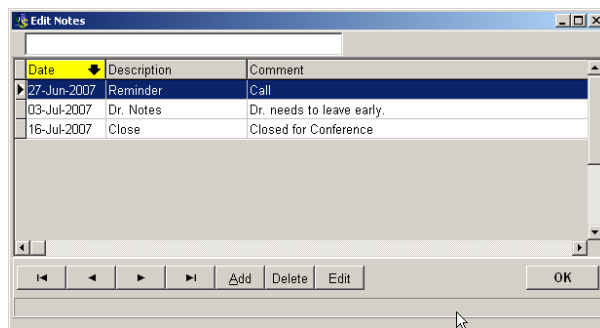 Edit Notes
Date Description Comment
27-Jun-2007 Reminder Call
03-Jul-2007 Dr. Notes Dr. needs to leave early.
16-Jul-2007 Close Closed for Conference
Add Delete Edit OK